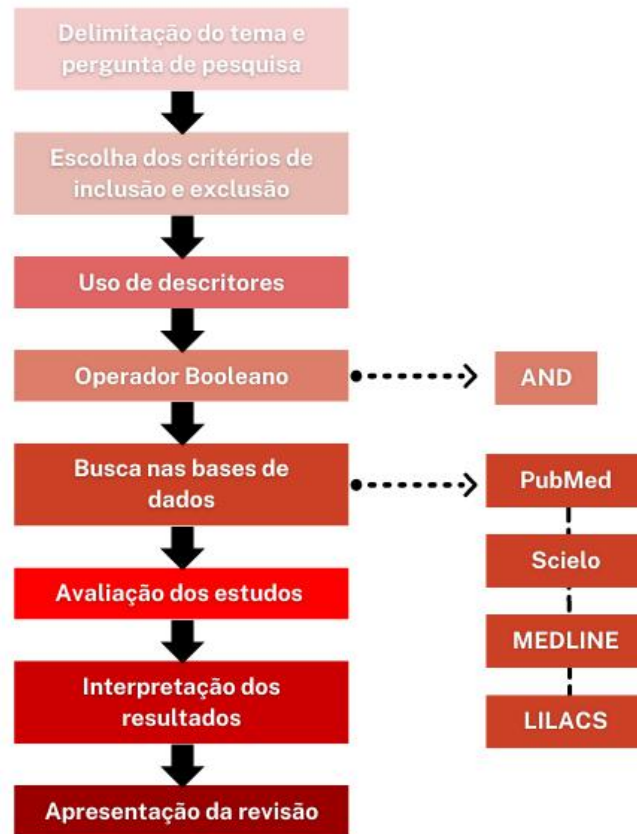 Delimitação do tema e
pergunta de pesquisa
Escolha dos critérios de
inclusão e exclusão
Uso de descritores
Operador Booleano
AND
Busca nas bases de
dados
PubMed
Scielo
MEDLINE
LILACS
Avaliação dos estudos
Interpretação dos
resultados
Apresentação da revisão